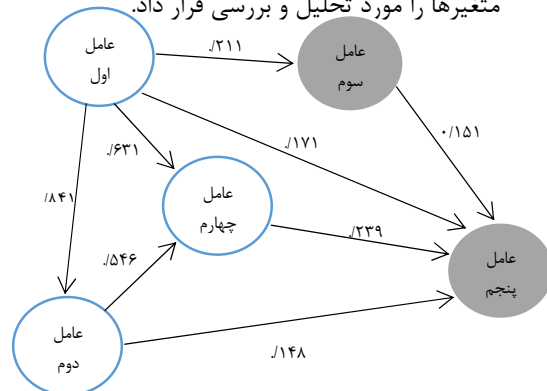 متغیرها را مورد تحلیل و بررسی قرار داد.
عامل
اول
./۲۱۱
عامل
سوم
./۶۳۱
./۱۷۱
۰/۱۵۱
./۸۴۱
عامل
چهارم
./۲۳۹
./۵۴۶
عامل
پنجم
عامل
دوم
./۱۴۸